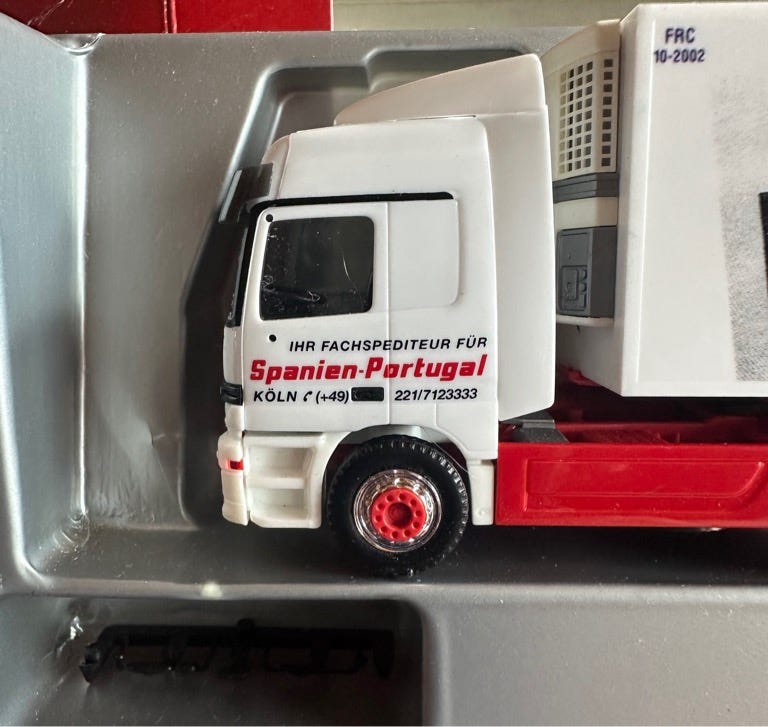 FRC
10-2002
IHR FACHSPEDITEUR FÜR
Spanien-Portugal
KÖLN ✆ (+49) 221/7123333